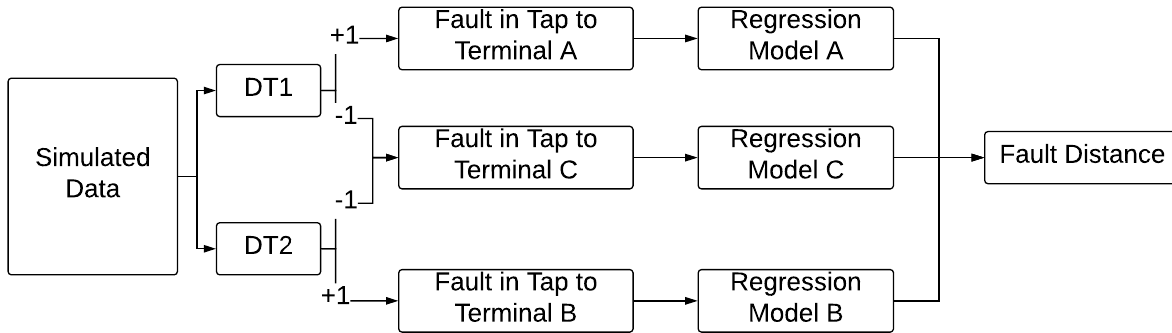 Simulated
Data
DT1
DT2
+1
-1
-1
+1
Fault in Tap to
Terminal A
Fault in Tap to
Terminal C
Fault in Tap to
Terminal B
Regression
Model A
Regression
Model C
Regression
Model B
Fault Distance